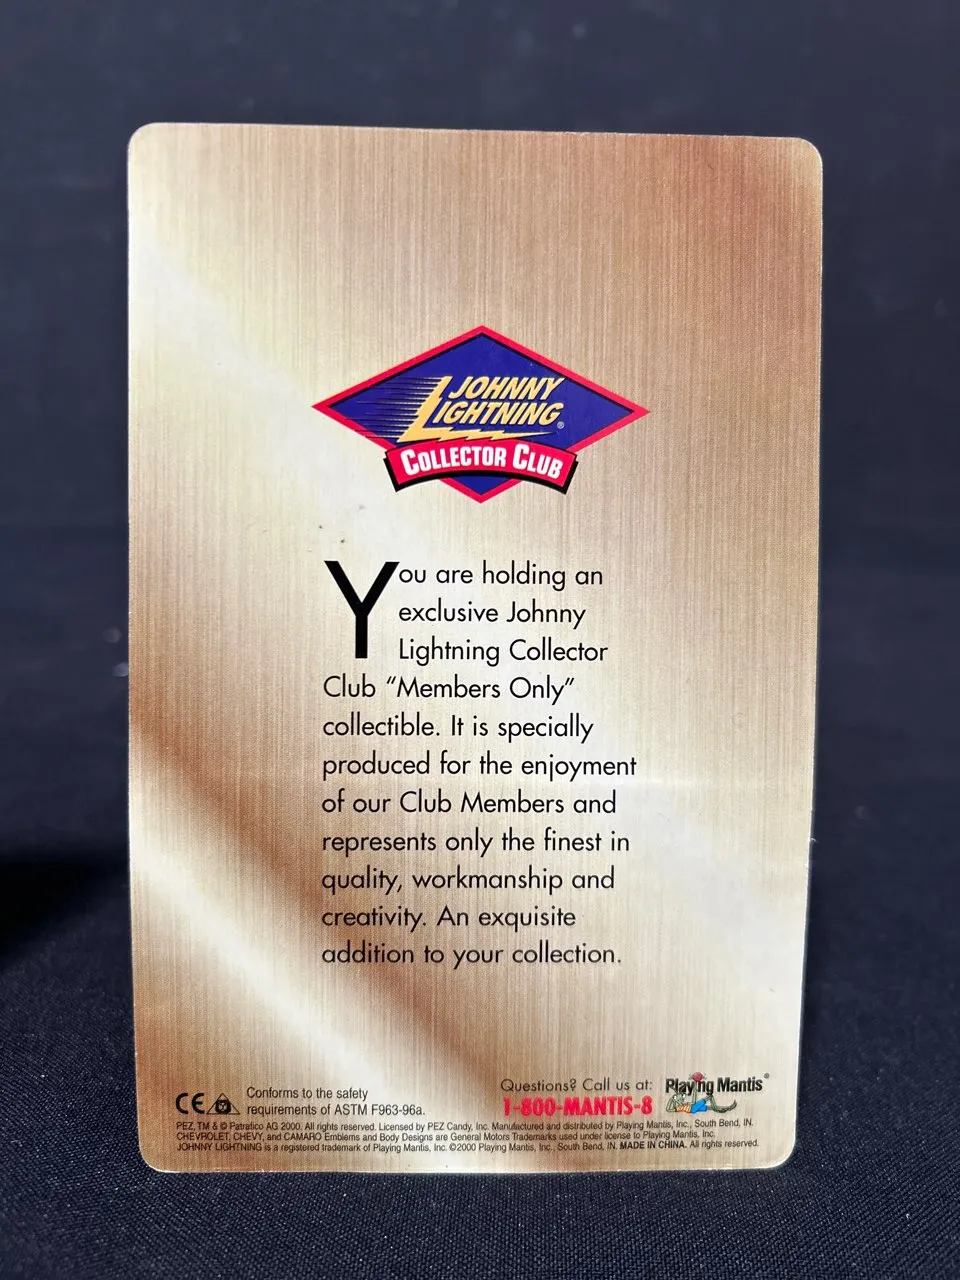 JOHNNY
LIGHTNING®
COLLECTOR CLUB
You are holding an
exclusive Johnny
Lightning Collector
Club “Members Only”
collectible. It is specially
produced for the enjoyment
of our Club Members and
represents only the finest in
quality, workmanship and
creativity. An exquisite
addition to your collection.
CE
Conforms to the safety
requirements of ASTM F963-96a.
Questions? Call us at:
1-800-MANTIS-8
Playing Mantis®
PEZ, TM & © Patratico AG 2000. All rights reserved. Licensed by PEZ Candy, Inc. Manufactured and distributed by Playing Mantis, Inc., South Bend, IN.
CHEVROLET, CHEVY, and CAMARO Emblems and Body Designs are General Motors Trademarks used under license to Playing Mantis, Inc.
JOHNNY LIGHTNING is a registered trademark of Playing Mantis, Inc. ©2000 Playing Mantis, Inc., South Bend, IN. MADE IN CHINA. All rights reserved.